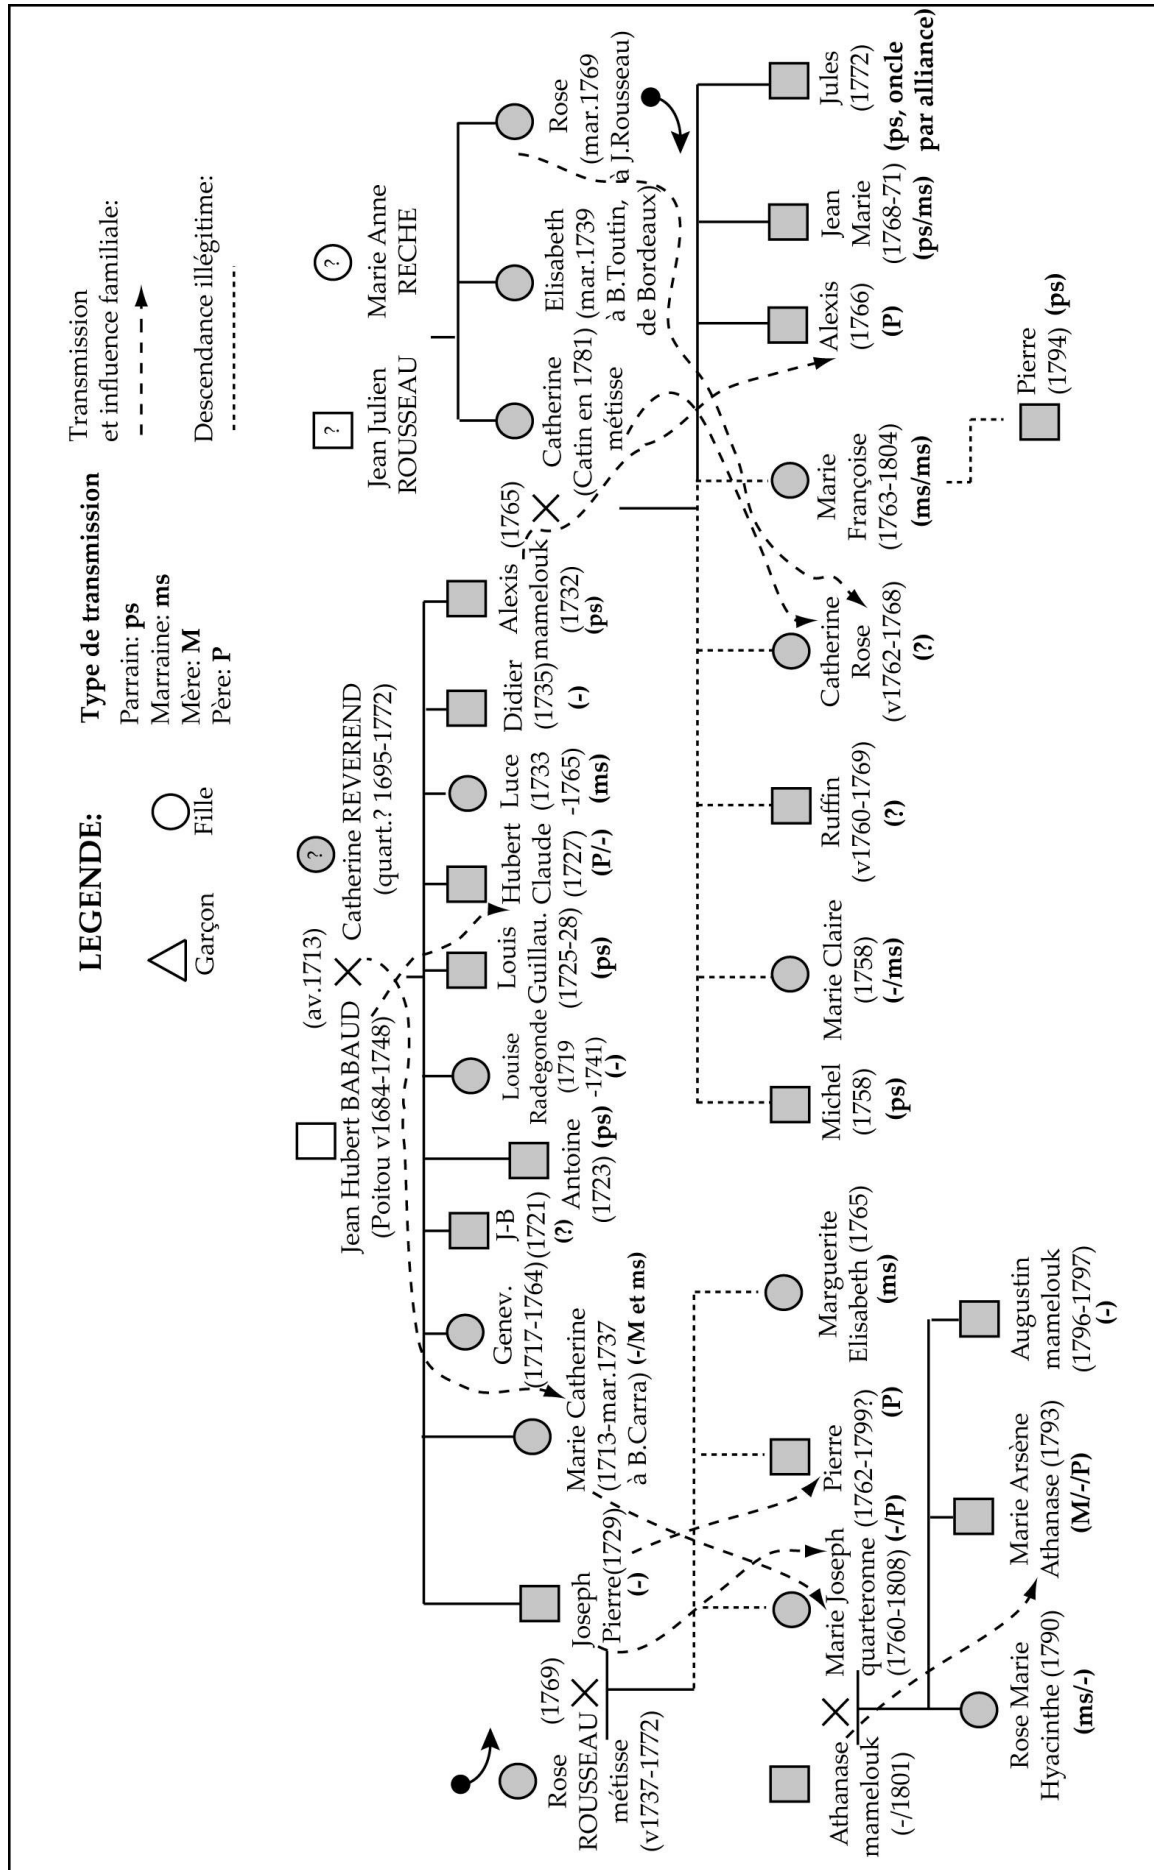 LEGENDE:
Garçon
Fille
Type de transmission
Parrain: ps
Marraine: ms
Mère: M
Père: P
Transmission
et influence familiale:
Descendance illégitime:
(av.1713)
Jean Hubert BABAUD
(Poitou v1684-1748)
?
Catherine REVEREND
(quart.? 1695-1772)
?
Jean Julien
ROUSSEAU
?
Marie Anne
RECHE
Rose
ROUSSEAU
métisse
(v1737-1772)
(1769)
Joseph
Pierre(1729)
(-)
Marie Catherine
(1713-mar.1737
à B.Carra) (-/M et ms)
Genev.
(1717-1764)
J-B
(1721)
(?)
Antoine
(1723) (ps)
Louise
Radegonde
(1719
-1741)
(-)
Louis
Guillau.
(1725-28)
(ps)
Hubert
Claude
(1727)
(P/-)
Luce
(1733
-1765)
(ms)
Didier
(1735)
(-)
Alexis
mamelouk
(1732)
(ps)
(1765)
Catherine
(Catin en 1781)
métisse
Elisabeth
(mar.1739
à B.Toutin,
de Bordeaux)
Rose
(mar.1769
à J.Rousseau)
Athanase
mamelouk
(-/1801)
Marie Joseph
quarteronne
(1760-1808) (-/P)
Pierre
(1762-1799?)
(P)
Marguerite
Elisabeth (1765)
(ms)
Michel
(1758)
(ps)
Marie Claire
(1758)
(-/ms)
Ruffin
(v1760-1769)
(?)
Catherine
Rose
(v1762-1768)
(?)
Marie
Françoise
(1763-1804)
(ms/ms)
Alexis
(1766)
(P)
Jean
Marie
(1768-71)
(ps/ms)
Jules
(1772)
(ps, oncle
par alliance)
Rose Marie
Hyacinthe (1790)
(ms/-)
Marie Arsène
Athanase (1793)
(M/-/P)
Augustin
mamelouk
(1796-1797)
(-)
Pierre
(1794) (ps)